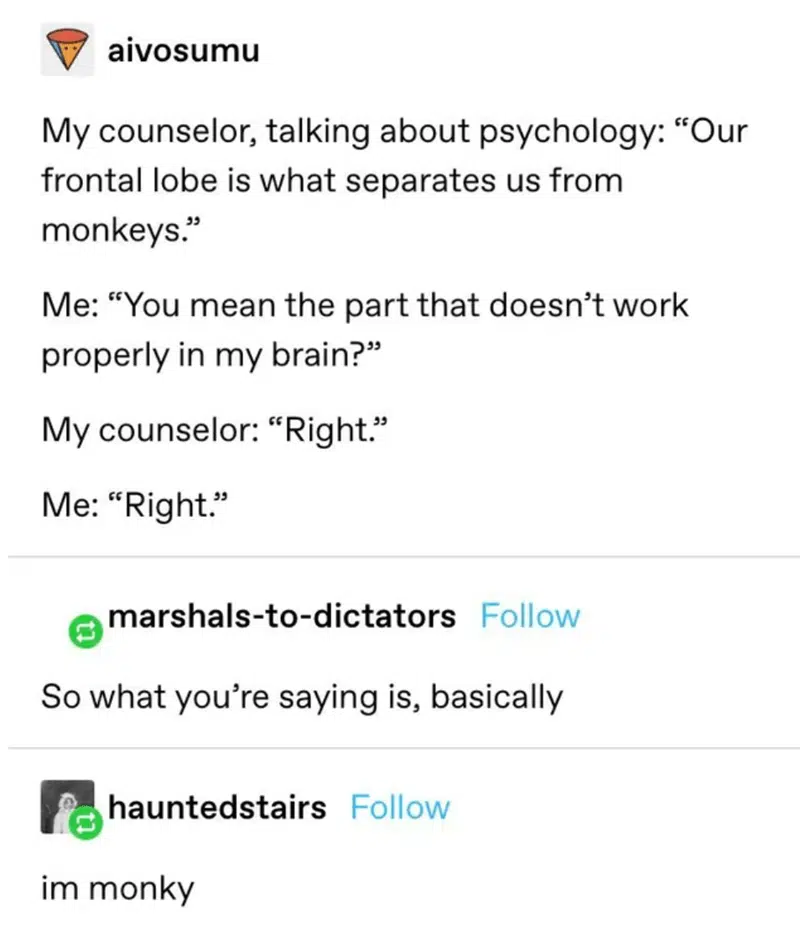 aivosumu
My counselor, talking about psychology: “Our
frontal lobe is what separates us from
monkeys.”
Me: “You mean the part that doesn’t work
properly in my brain?”
My counselor: “Right.”
Me: “Right.”
marshals-to-dictators Follow
So what you’re saying is, basically
hauntedstairs Follow
im monky